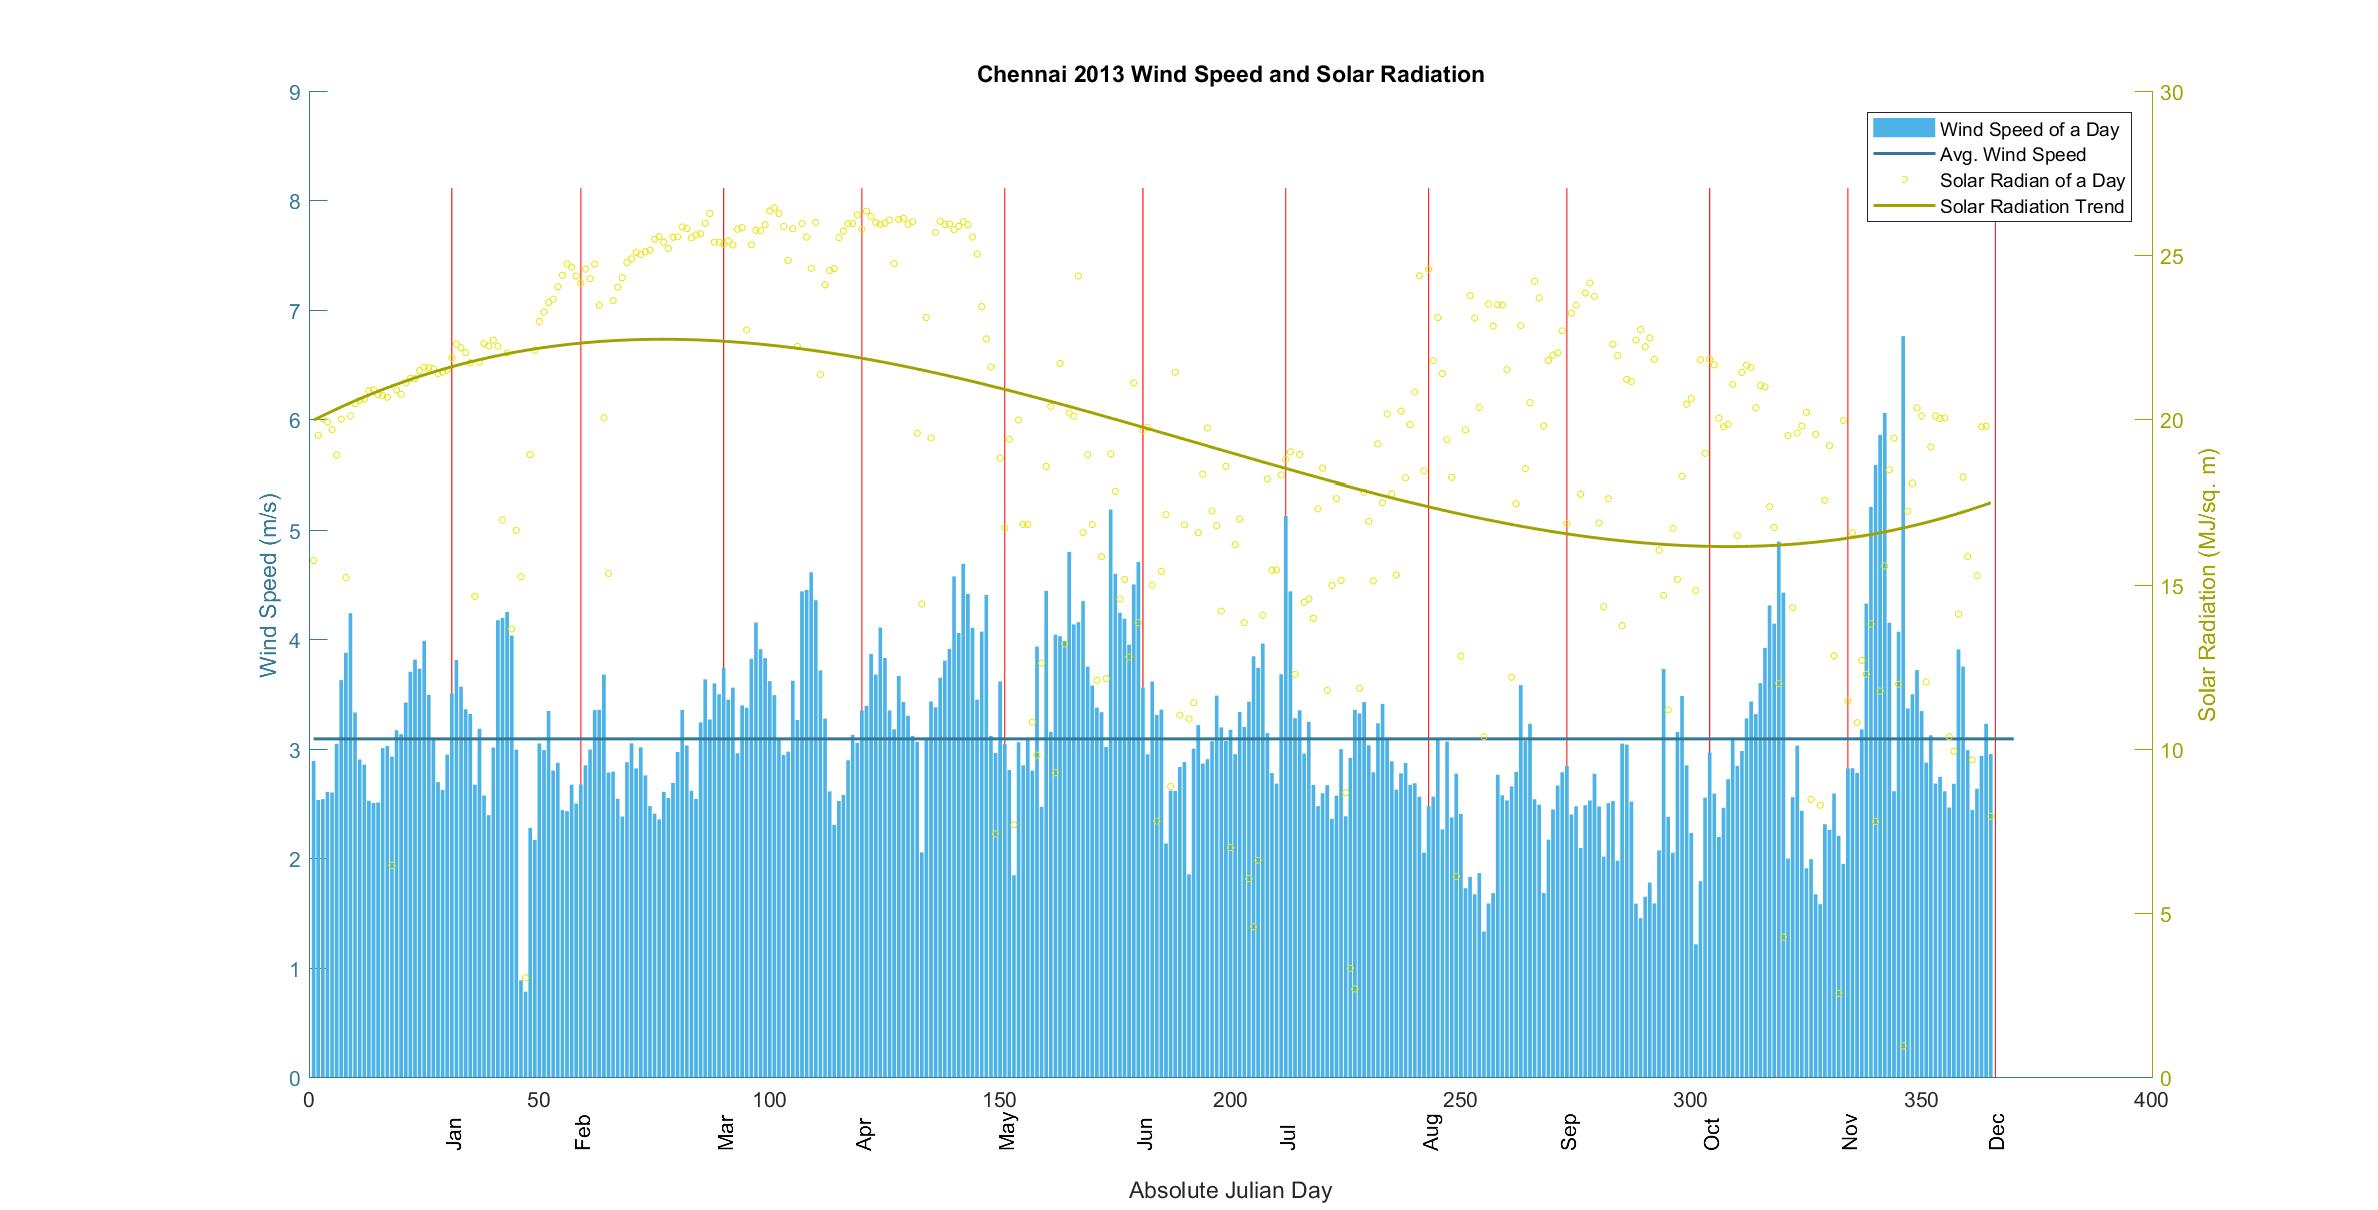 Chennai 2013 Wind Speed and Solar Radiation
9
8
7
6
5
4
3
2
1
0
Wind Speed (m/s)
30
25
20
15
10
5
0
Solar Radiation (MJ/sq. m)
Wind Speed of a Day
Avg. Wind Speed
Solar Radian of a Day
Solar Radiation Trend
0 50 100 150 200 250 300 350 400
Jan Feb Mar Apr May Jun Jul Aug Sep Oct Nov Dec
Absolute Julian Day